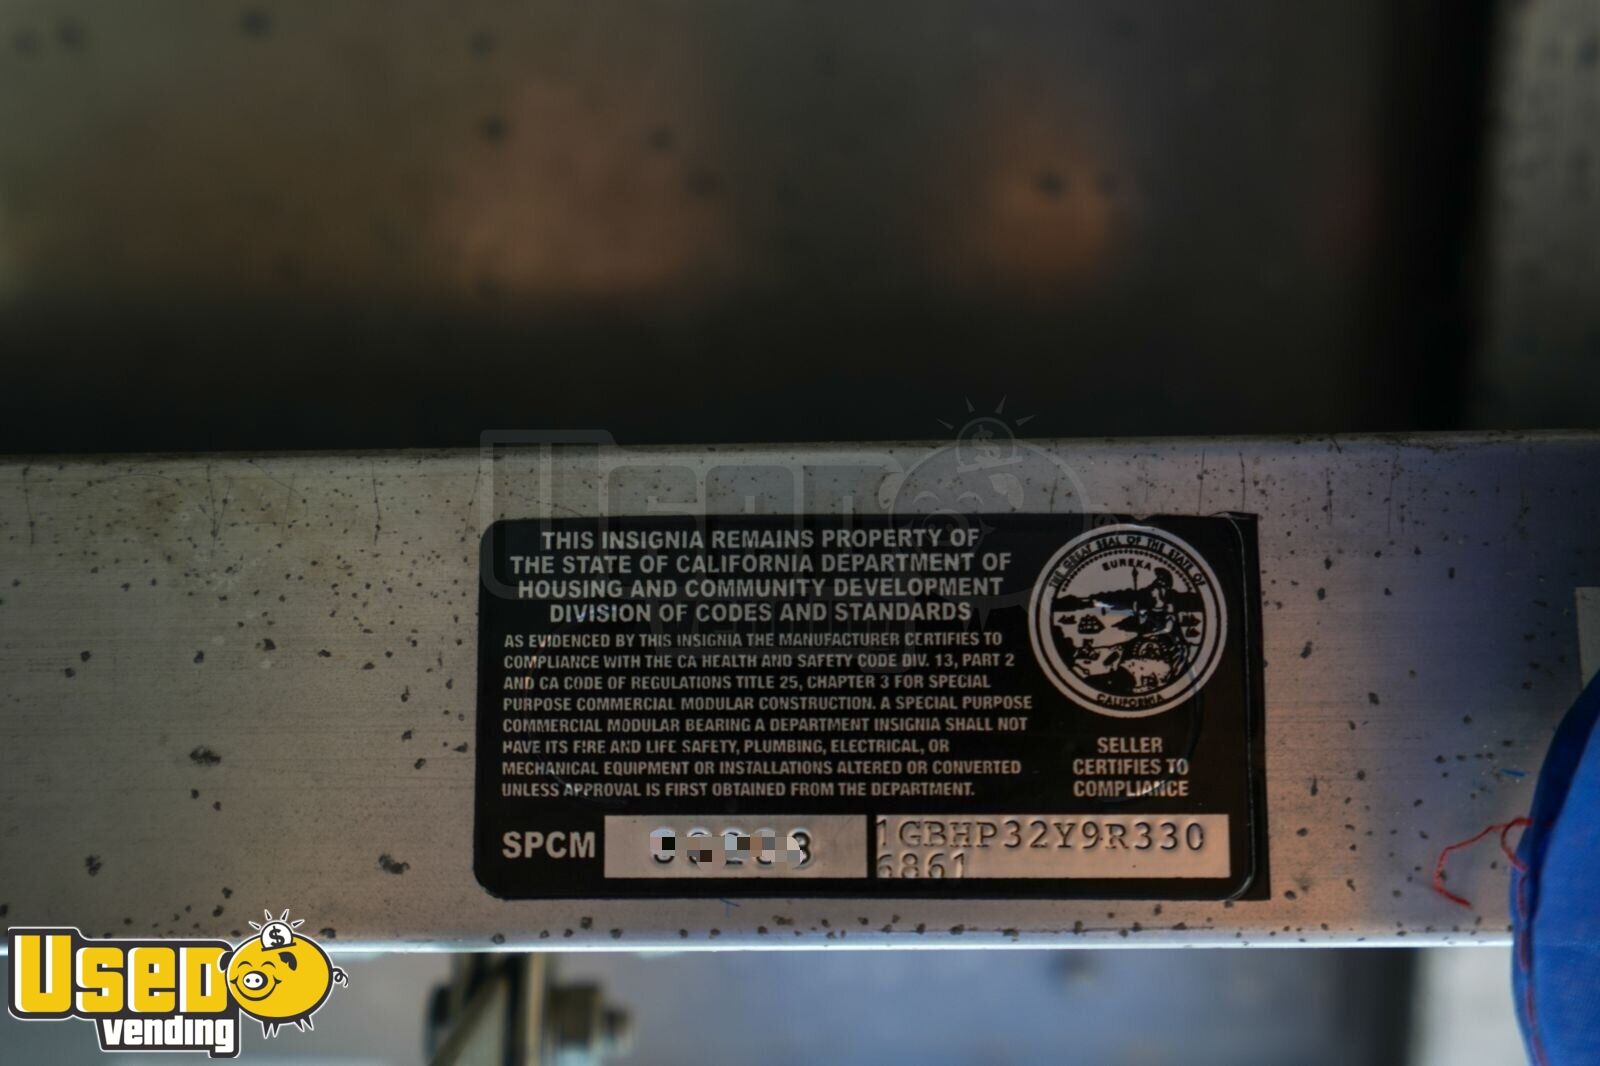 THIS INSIGNIA REMAINS PROPERTY OF
THE STATE OF CALIFORNIA DEPARTMENT OF
HOUSING AND COMMUNITY DEVELOPMENT
DIVISION OF CODES AND STANDARDS
AS EVIDENCED BY THIS INSIGNIA THE MANUFACTURER CERTIFIES TO
COMPLIANCE WITH THE CA HEALTH AND SAFETY CODE DIV. 13, PART 2
AND CA CODE OF REGULATIONS TITLE 25, CHAPTER 3 FOR SPECIAL
PURPOSE COMMERCIAL MODULAR CONSTRUCTION. A SPECIAL PURPOSE
COMMERCIAL MODULAR BEARING A DEPARTMENT INSIGNIA SHALL NOT
HAVE ITS FIRE AND LIFE SAFETY, PLUMBING, ELECTRICAL, OR
MECHANICAL EQUIPMENT OR INSTALLATIONS ALTERED OR CONVERTED
UNLESS APPROVAL IS FIRST OBTAINED FROM THE DEPARTMENT.
THE GREAT SEAL OF THE STATE OF
EUREKA
CALIFORNIA
SELLER
CERTIFIES TO
COMPLIANCE
SPCM
1GBHP32Y9R330
6861
USED
vending